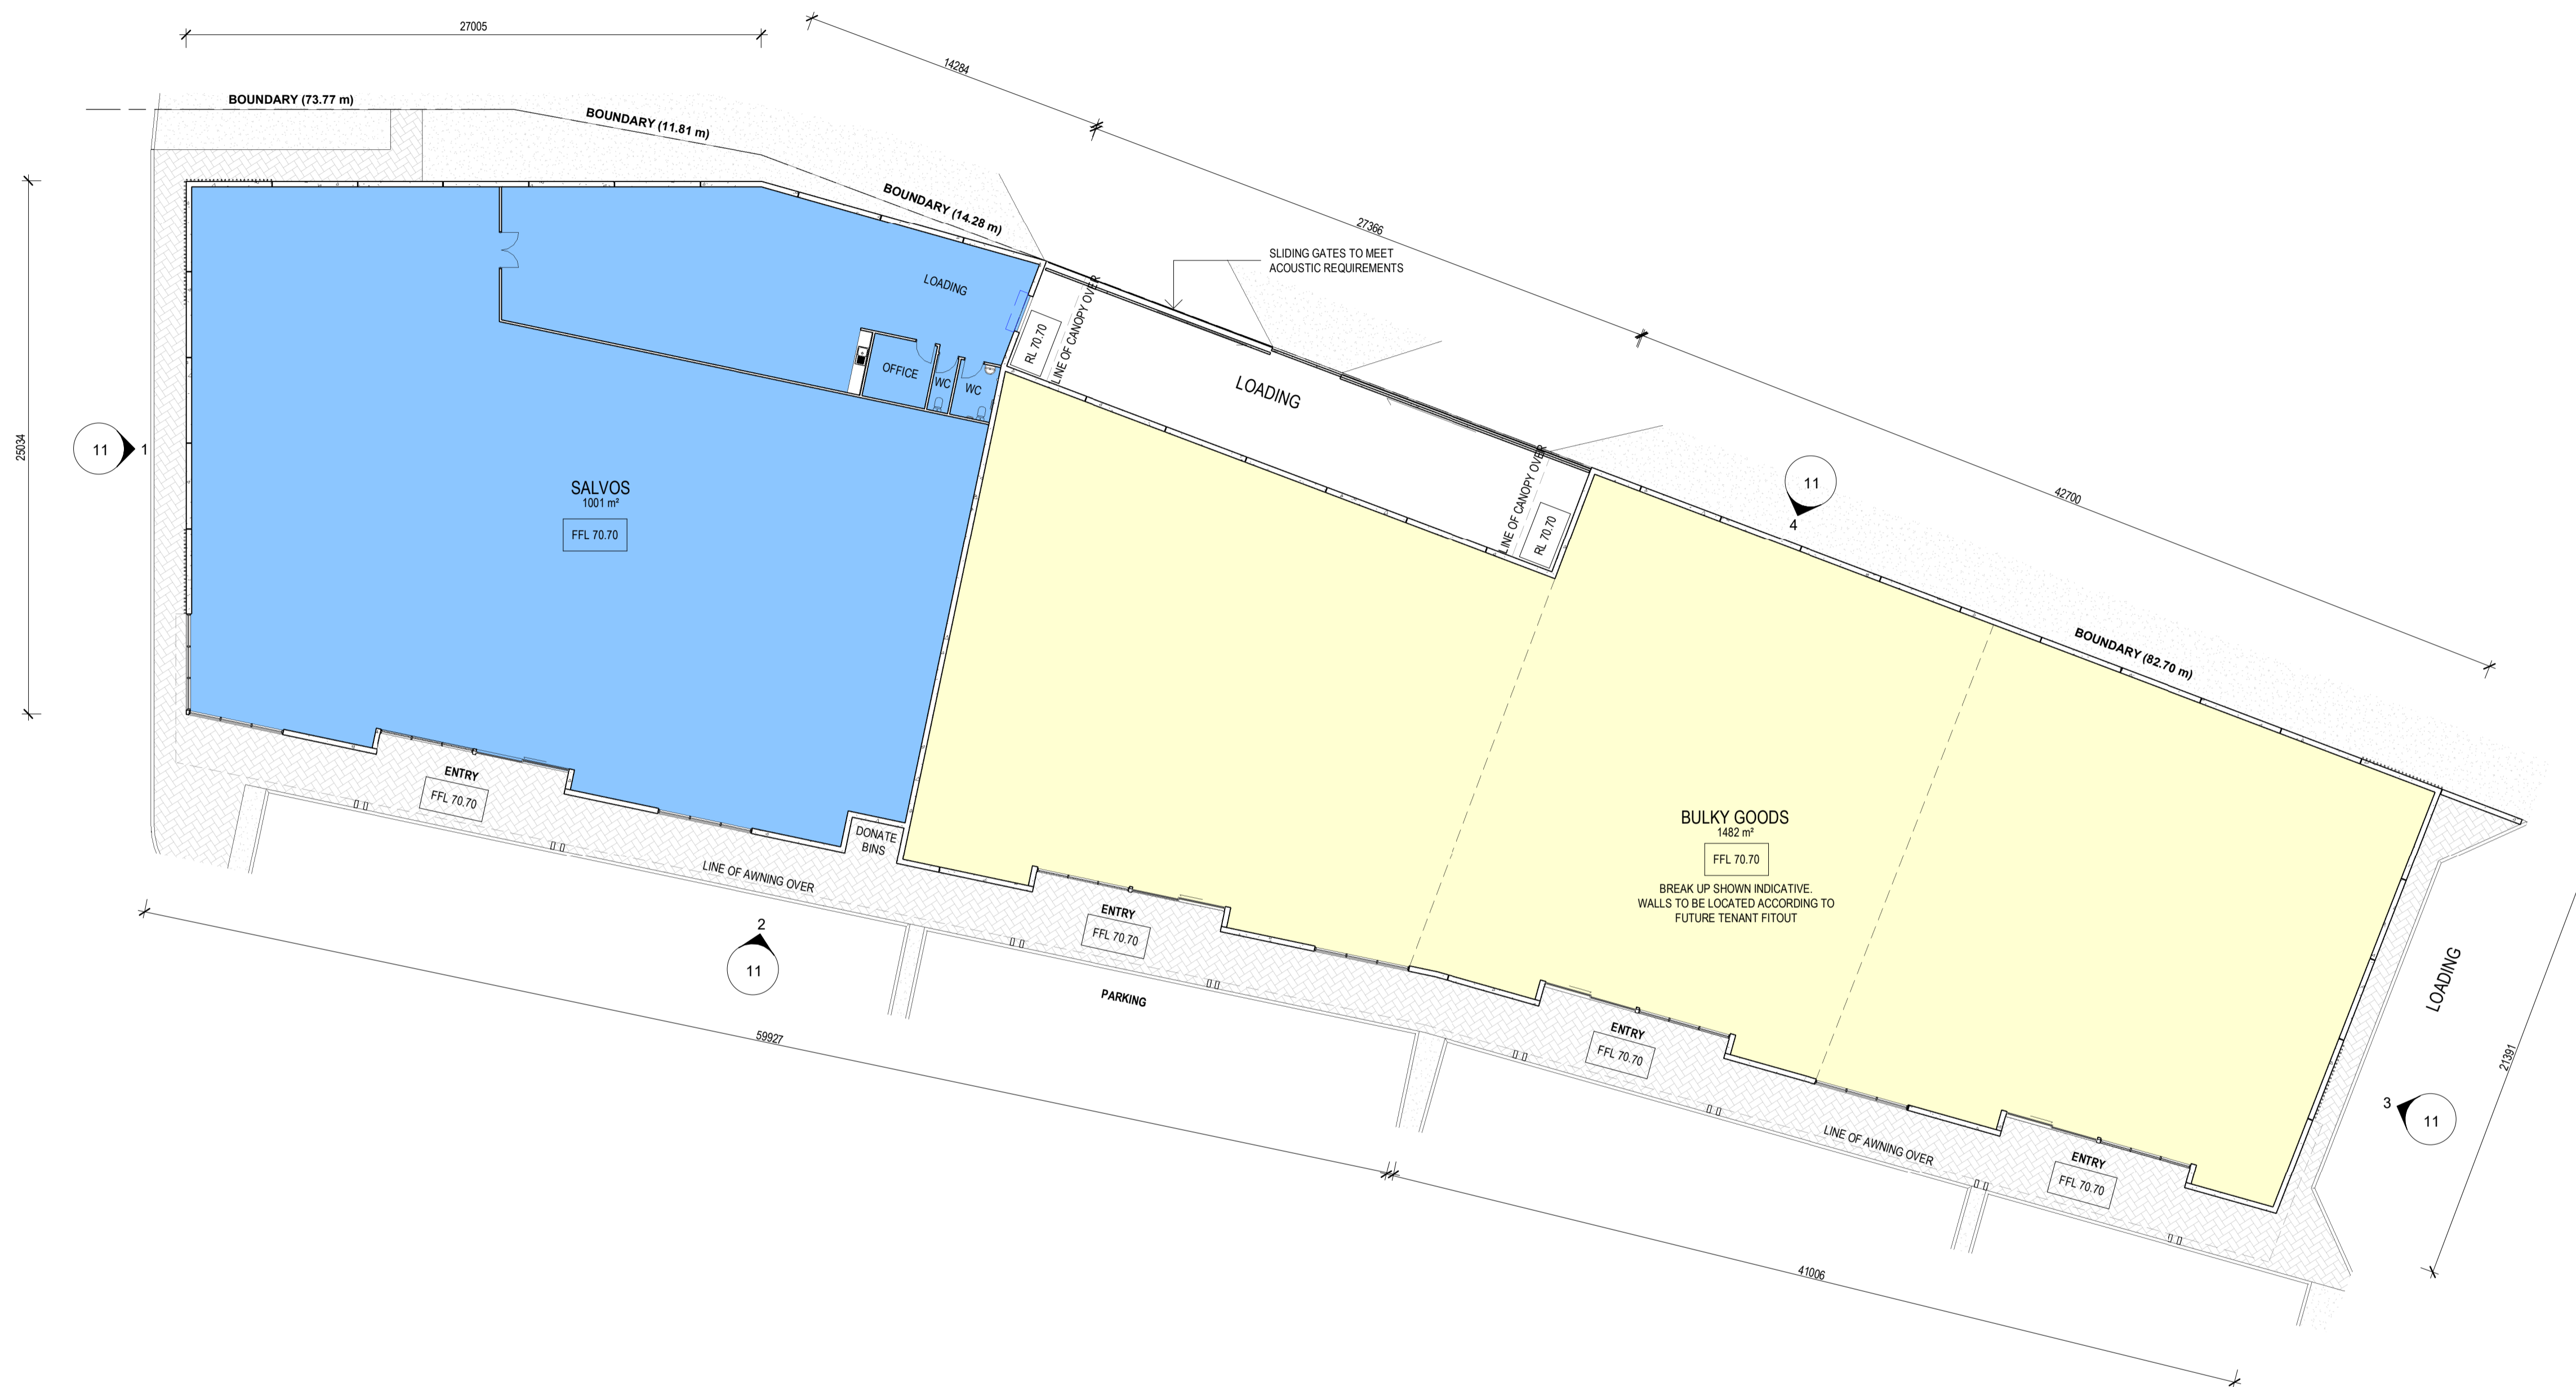 27005
14284
BOUNDARY (73.77 m)
BOUNDARY (11.81 m)
BOUNDARY (14.28 m)
27366
SLIDING GATES TO MEET
ACOUSTIC REQUIREMENTS
LOADING
LINE OF CANOPY OVER
RL 70.70
OFFICE
WC
WC
LOADING
25034
11
1
SALVOS
1001 m²
FFL 70.70
LINE OF CANOPY OVER
RL 70.70
11
4
42700
BOUNDARY (82.70 m)
ENTRY
FFL 70.70
DONATE
BINS
LINE OF AWNING OVER
BULKY GOODS
1482 m²
FFL 70.70
BREAK UP SHOWN INDICATIVE.
WALLS TO BE LOCATED ACCORDING TO
FUTURE TENANT FITOUT
2
11
ENTRY
FFL 70.70
PARKING
LOADING
59927
ENTRY
FFL 70.70
21391
3
11
LINE OF AWNING OVER
ENTRY
FFL 70.70
41006